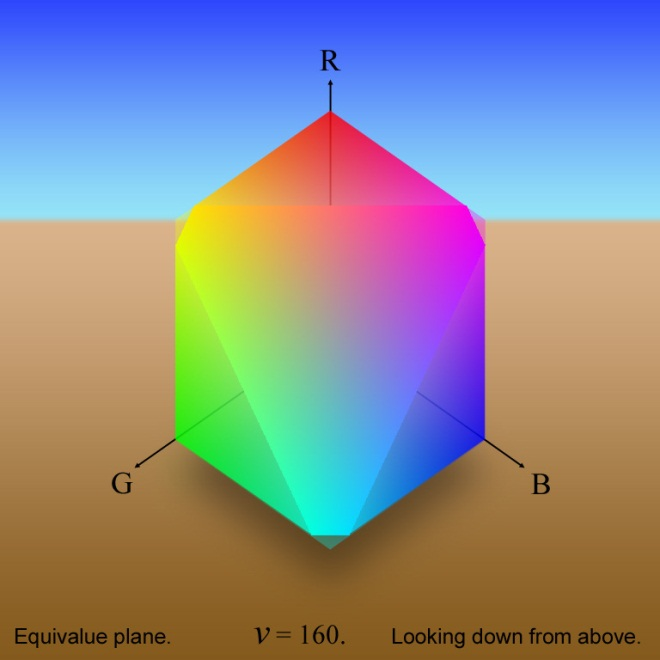 R
G
B
Equivalue plane. v = 160. Looking down from above.